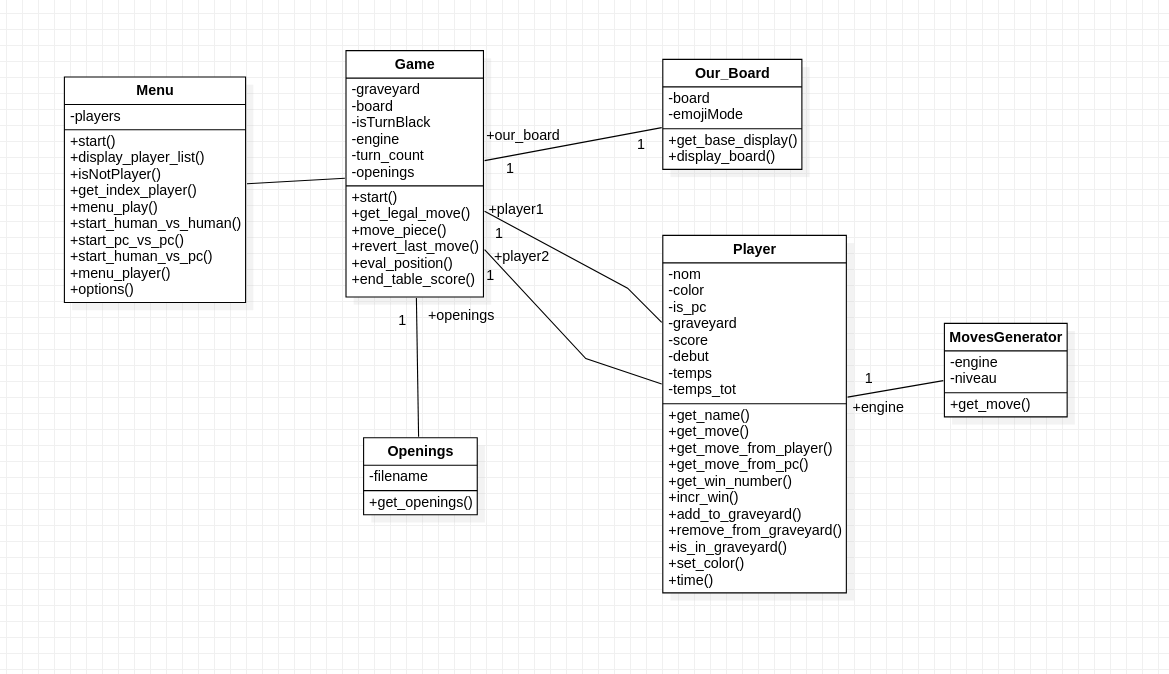 Menu
-players
+start()
+display_player_list()
+isNotPlayer()
+get_index_player()
+menu_play()
+start_human_vs_human()
+start_pc_vs_pc()
+start_human_vs_pc()
+menu_player()
+options()
Game
-graveyard
-board
-isTurnBlack
-engine
-turn_count
-openings
+start()
+get_legal_move()
+move_piece()
+revert_last_move()
+eval_position()
+end_table_score()
+our_board
1
1
+player1
1
+player2
1
1
+openings
Openings
-filename
+get_openings()
Our_Board
-board
-emojiMode
+get_base_display()
+display_board()
Player
-nom
-color
-is_pc
-graveyard
-score
-debut
-temps
-temps_tot
+get_name()
+get_move()
+get_move_from_player()
+get_move_from_pc()
+get_win_number()
+incr_win()
+add_to_graveyard()
+remove_from_graveyard()
+is_in_graveyard()
+set_color()
+time()
1
+engine
MovesGenerator
-engine
-niveau
+get_move()